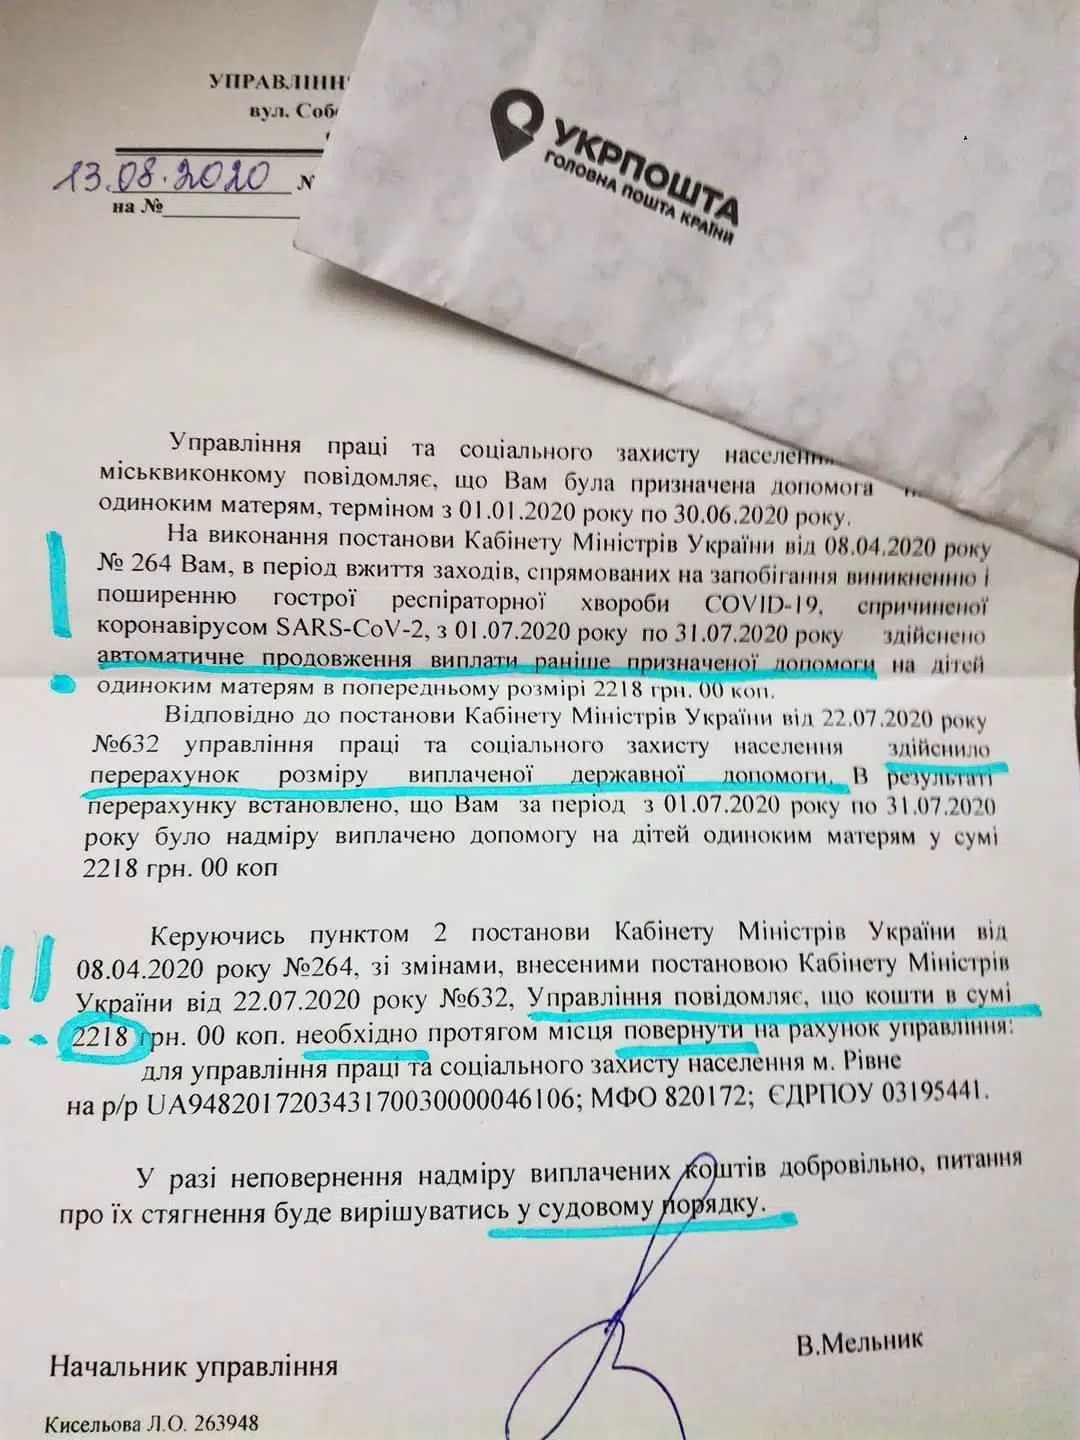 УПРАВЛІНН
вул. Соб
УКРПОШТА
ГОЛОВНА ПОШТА КРАЇНИ
13.08.2020 №
на №
Управління праці та соціального захисту
міськвиконкому повідомляє, що Вам була призначена допомога
одиноким матерям, терміном з 01.01.2020 року по 30.06.2020 року.
На виконання постанови Кабінету Міністрів України від 08.04.2020 року
№ 264 Вам, в період вжиття заходів, спрямованих на запобігання виникненню і
поширенню гострої респіраторної хвороби COVID-19, спричиненої
коронавірусом SARS-CoV-2, з 01.07.2020 року по 31.07.2020 року здійснено
автоматичне продовження виплати раніше призначеної допомоги на дітей
одиноким матерям в попередньому розмірі 2218 грн. 00 коп.
Відповідно до постанови Кабінету Міністрів України від 22.07.2020 року
№632 управління праці та соціального захисту населення здійснило
перерахунок розміру виплаченої державної допомоги. В результаті
перерахунку встановлено, що Вам за період з 01.07.2020 року по 31.07.2020
року було надміру виплачено допомогу на дітей одиноким матерям у сумі
2218 грн. 00 коп
Керуючись пунктом 2 постанови Кабінету Міністрів України від
08.04.2020 року №264, зі змінами, внесеними постановою Кабінету Міністрів
України від 22.07.2020 року №632, Управління повідомляє, що кошти в сумі
2218 грн. 00 коп. необхідно протягом місця повернути на рахунок управління:
для управління праці та соціального захисту населення м. Рівне
на р/р UA948201720343170030000046106; МФО 820172; ЄДРПОУ 03195441.
У разі неповернення надміру виплачених коштів добровільно, питання
про їх стягнення буде вирішуватись у судовому порядку.
Начальник управління
В.Мельник
Кисельова Л.О. 263948